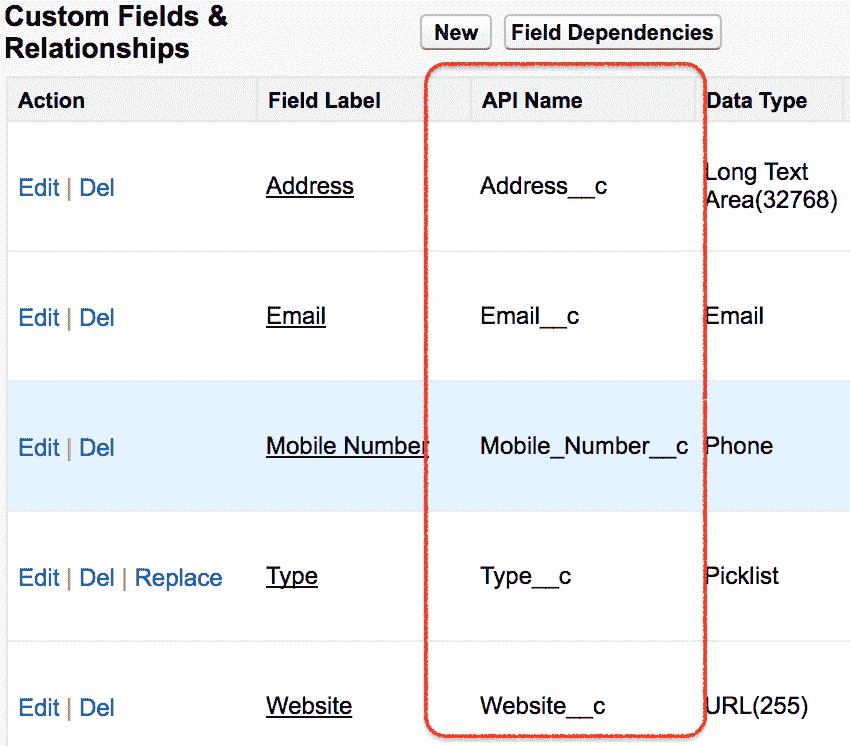 Custom Fields &
Relationships
New
Field Dependencies
Action Field Label API Name Data Type
Edit | Del Address Address__c Long Text
Area(32768)
Edit | Del Email Email__c Email
Edit | Del Mobile Number Mobile_Number__c Phone
Edit | Del | Replace Type Type__c Picklist
Edit | Del Website Website__c URL(255)